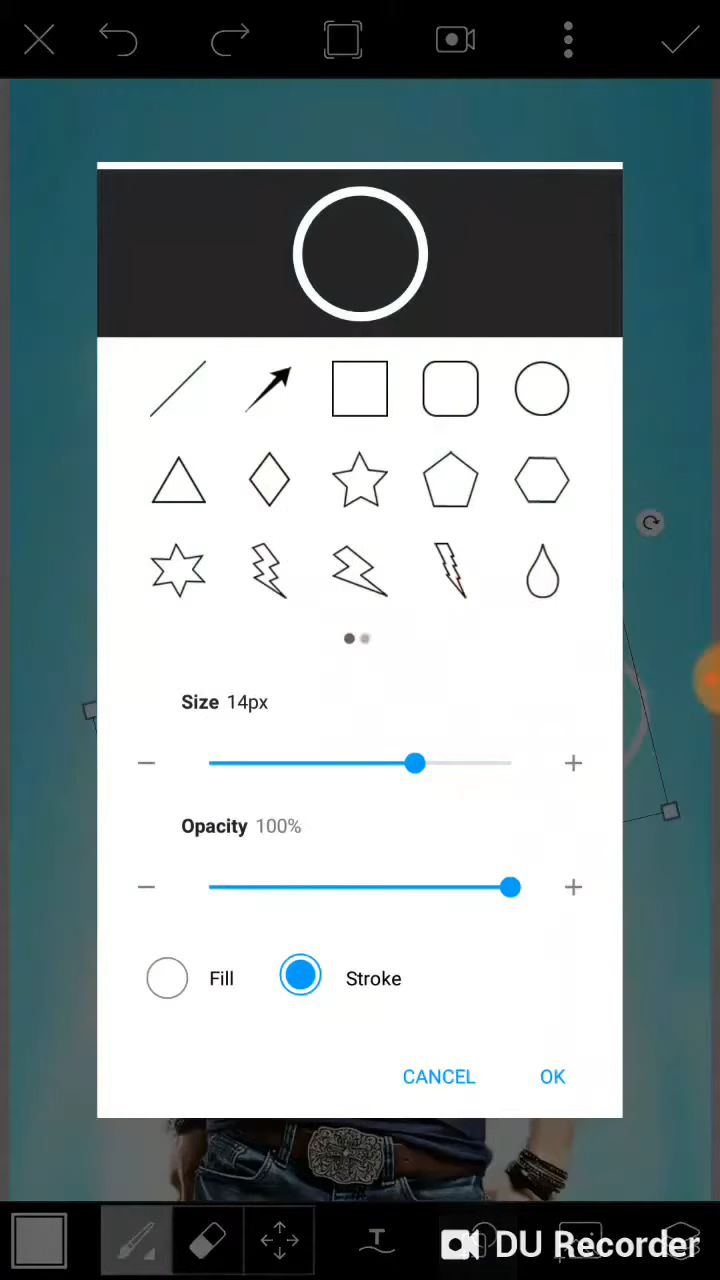 Size 14px
Opacity 100%
Fill
Stroke
CANCEL
OK
T
DU Recorder